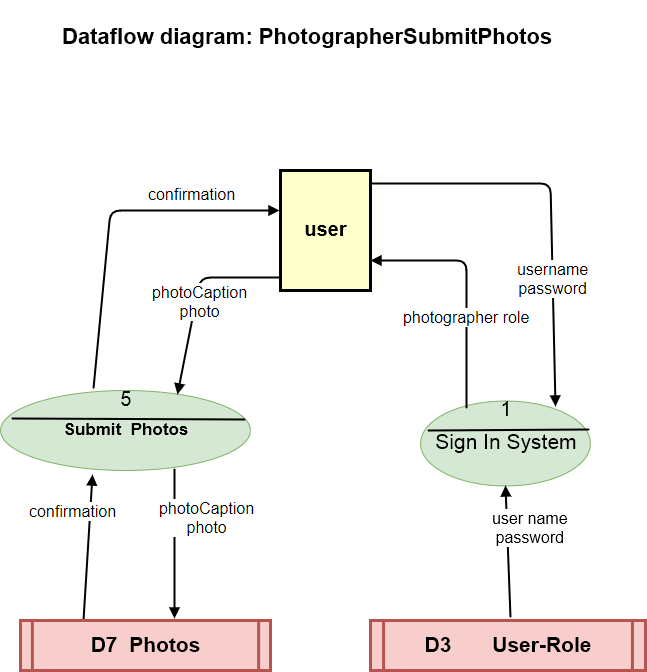 Dataflow diagram: PhotographerSubmitPhotos
confirmation
user
username
password
photoCaption
photo
photographer role
5
Submit Photos
1
Sign In System
confirmation
photoCaption
photo
user name
password
D7 Photos
D3 User-Role